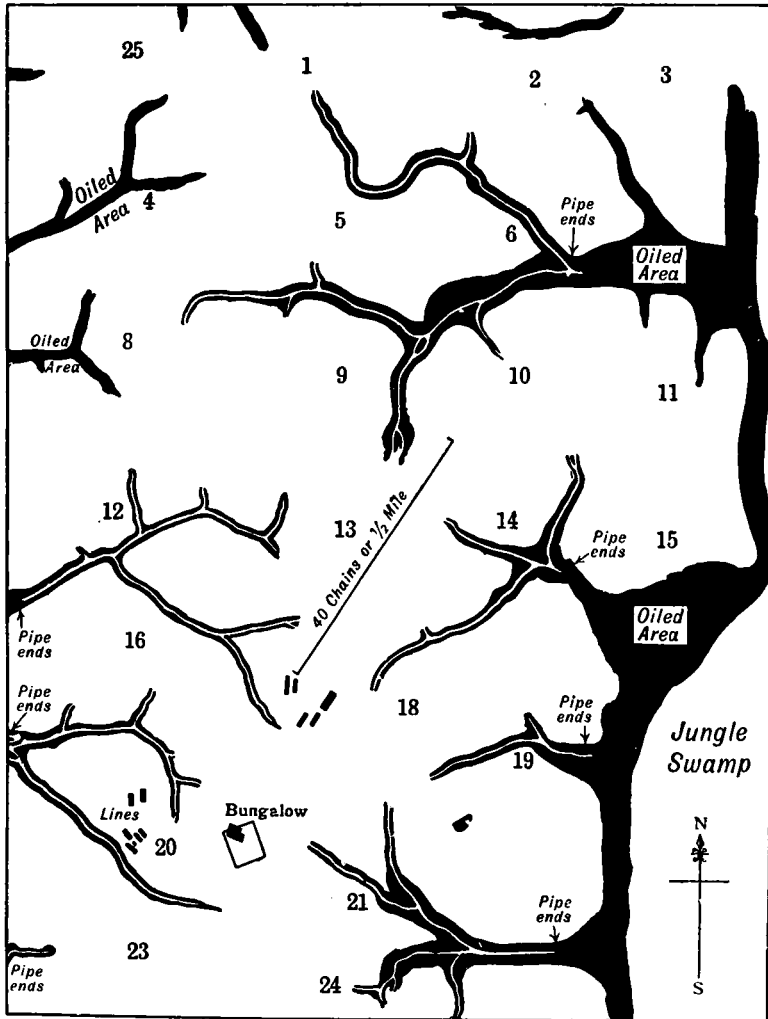 25
1
2
3
Oiled
Area
4
5
6
Pipe
ends
Oiled
Area
8
Oiled
Area
9
10
11
12
13
14
15
40 Chains or ½ Mile
Pipe
ends
Oiled
Area
Pipe
ends
16
Pipe
ends
18
Pipe
ends
19
Jungle
Swamp
Lines
20
Bungalow
N
S
21
Pipe
ends
23
24
Pipe
ends